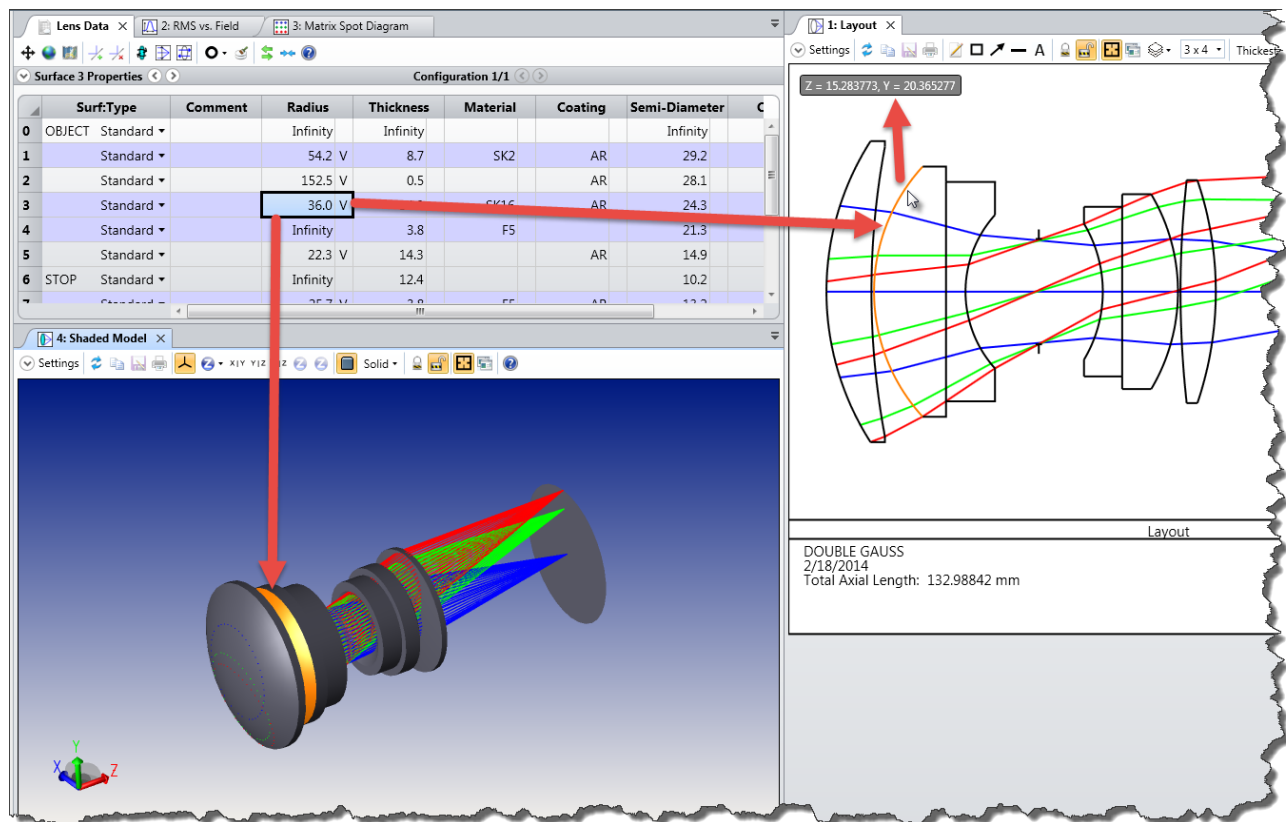 Lens Data × 2: RMS vs. Field 3: Matrix Spot Diagram
Surface 3 Properties Configuration 1/1
Surf:Type Comment Radius Thickness Material Coating Semi-Diameter
0 OBJECT Standard Infinity Infinity Infinity
1 Standard 54.2 V 8.7 SK2 AR 29.2
2 Standard 152.5 V 0.5 AR 28.1
3 Standard 36.0 V SK16 AR 24.3
4 Standard Infinity 3.8 F5 21.3
5 Standard 22.3 V 14.3 AR 14.9
6 STOP Standard Infinity 12.4 10.2
4: Shaded Model ×
Settings X|Y Y|Z Solid
Y
X
Z
1: Layout ×
Settings A 3 x 4
Z = 15.283773, Y = 20.365277
Layout
DOUBLE GAUSS
2/18/2014
Total Axial Length: 132.98842 mm